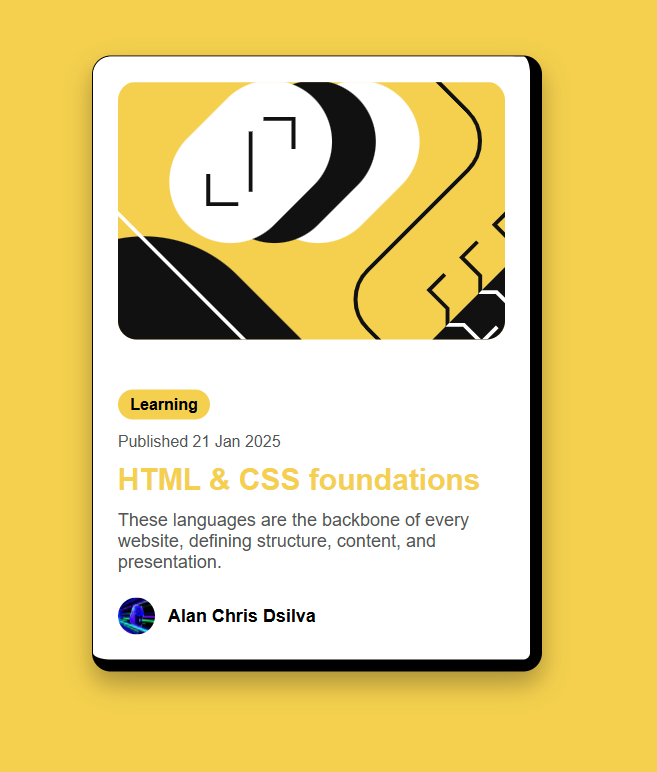 Learning
Published 21 Jan 2025
HTML & CSS foundations
These languages are the backbone of every
website, defining structure, content, and
presentation.
Alan Chris Dsilva